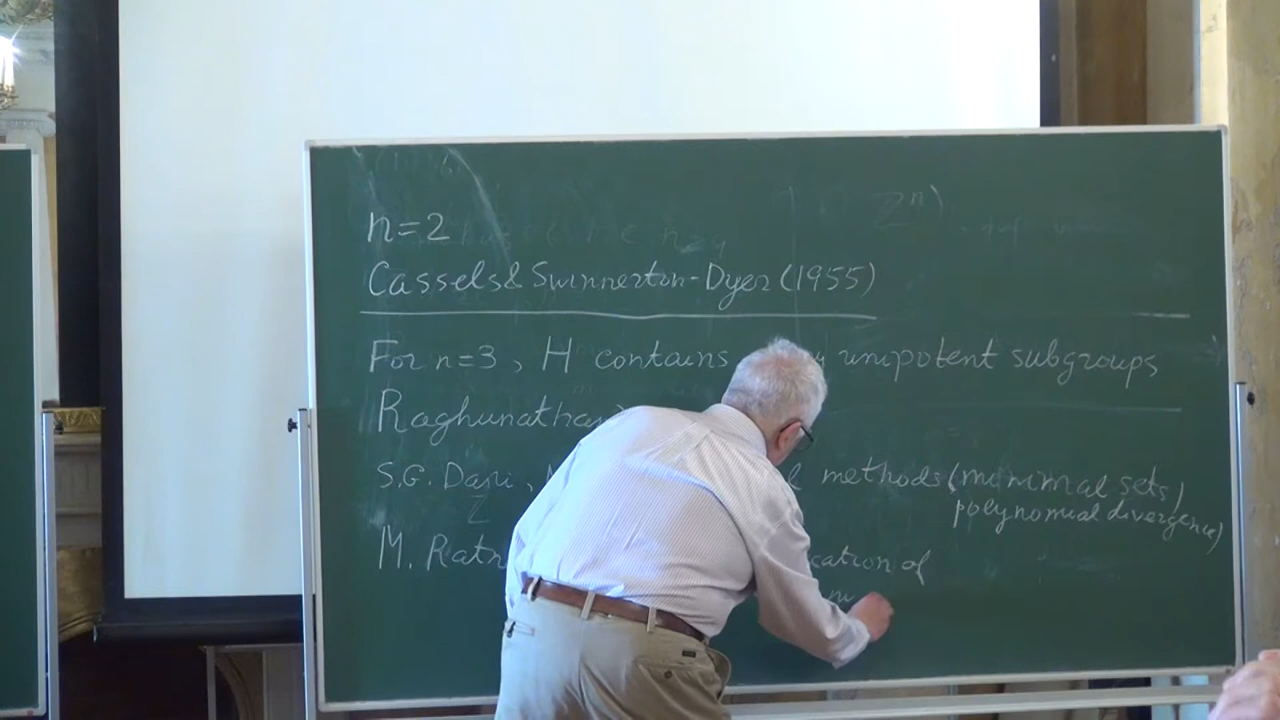 n=2
Cassels & Swinnerton-Dyer (1955)
For n=3, H contains unipotent subgroups,
Raghunathan
S.G. Dani, methods (minimal sets,
polynomial divergence)
M. Ratn cation of